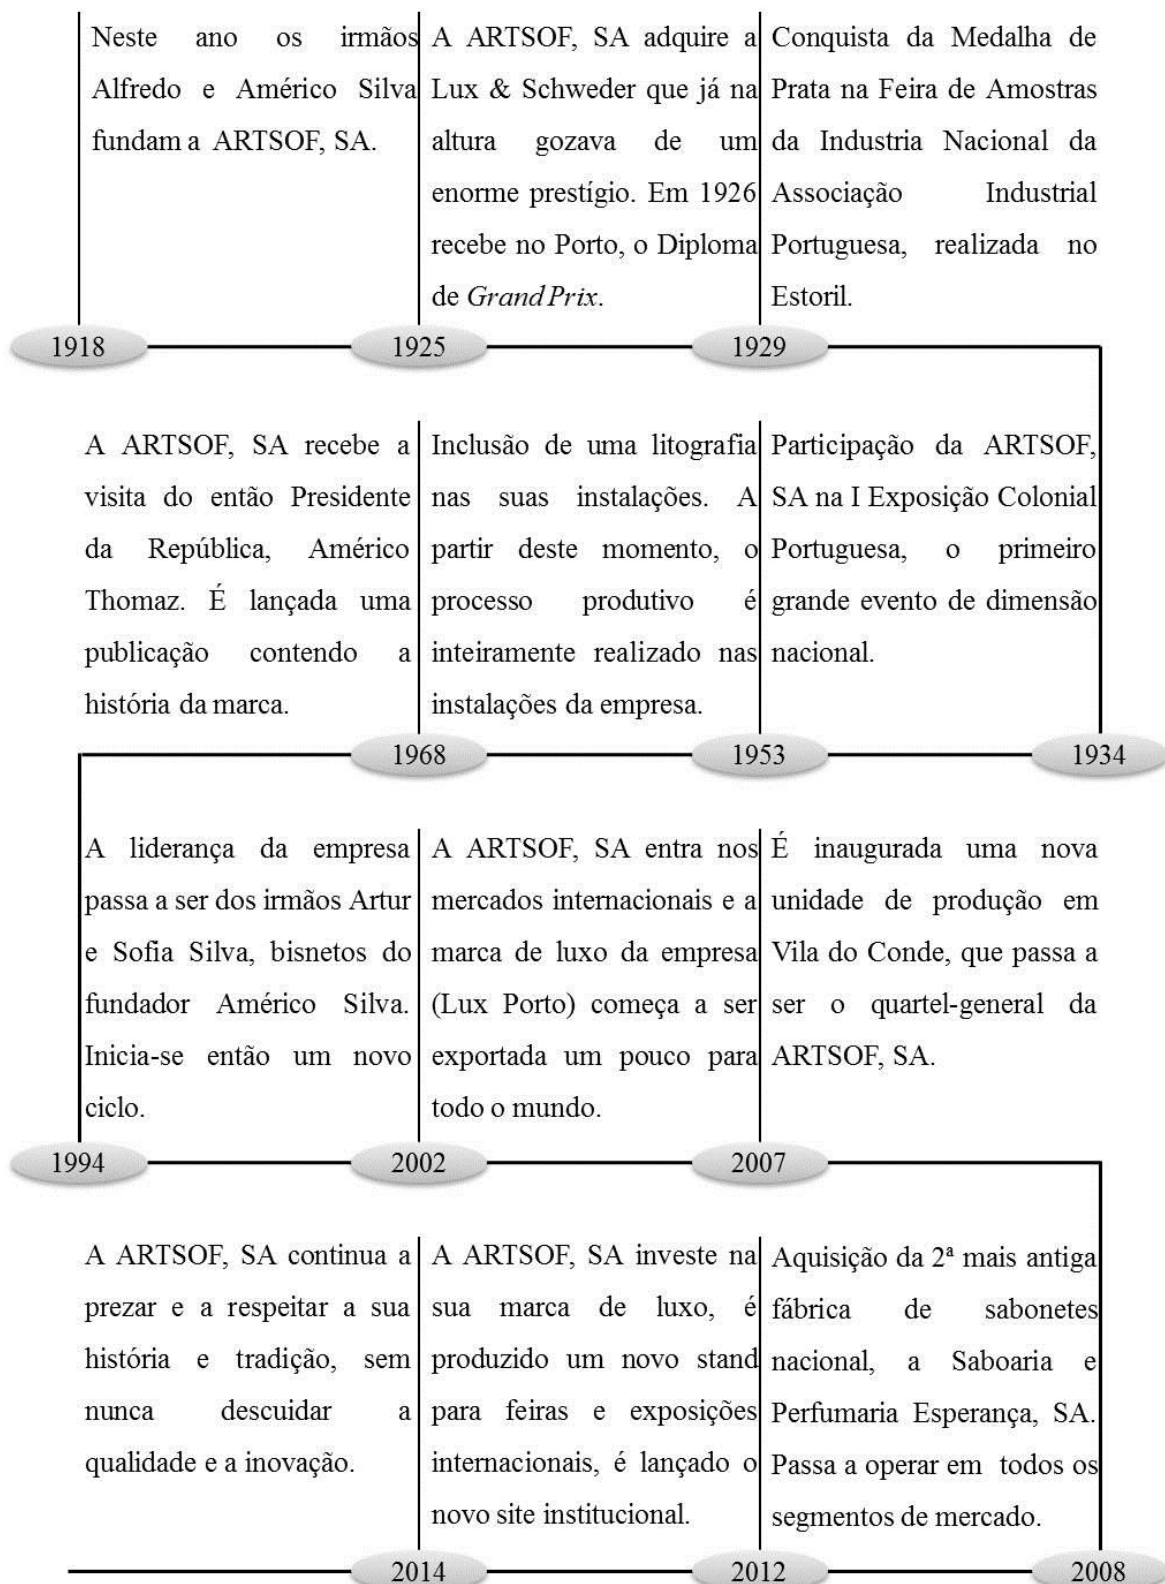 Neste ano os irmãos
Alfredo e Américo Silva
fundam a ARTSOF, SA.
A ARTSOF, SA adquire a
Lux & Schweder que já na
altura gozava de um
enorme prestígio. Em 1926
recebe no Porto, o Diploma
de Grand Prix.
Conquista da Medalha de
Prata na Feira de Amostras
da Industria Nacional da
Associação Industrial
Portuguesa, realizada no
Estoril.
1918
1925
1929
A ARTSOF, SA recebe a
visita do então Presidente
da República, Américo
Thomaz. É lançada uma
publicação contendo a
história da marca.
Inclusão de uma litografia
nas suas instalações. A
partir deste momento, o
processo produtivo é
inteiramente realizado nas
instalações da empresa.
Participação da ARTSOF,
SA na I Exposição Colonial
Portuguesa, o primeiro
grande evento de dimensão
nacional.
1968
1953
1934
A liderança da empresa
passa a ser dos irmãos Artur
e Sofia Silva, bisnetos do
fundador Américo Silva.
Inicia-se então um novo
ciclo.
A ARTSOF, SA entra nos
mercados internacionais e a
marca de luxo da empresa
(Lux Porto) começa a ser
exportada um pouco para
todo o mundo.
É inaugurada uma nova
unidade de produção em
Vila do Conde, que passa a
ser o quartel-general da
ARTSOF, SA.
1994
2002
2007
A ARTSOF, SA continua a
prezar e a respeitar a sua
história e tradição, sem
nunca descuidar a
qualidade e a inovação.
A ARTSOF, SA investe na
sua marca de luxo, é
produzido um novo stand
para feiras e exposições
internacionais, é lançado o
novo site institucional.
Aquisição da 2ª mais antiga
fábrica de sabonetes
nacional, a Saboaria e
Perfumaria Esperança, SA.
Passa a operar em todos os
segmentos de mercado.
2014
2012
2008